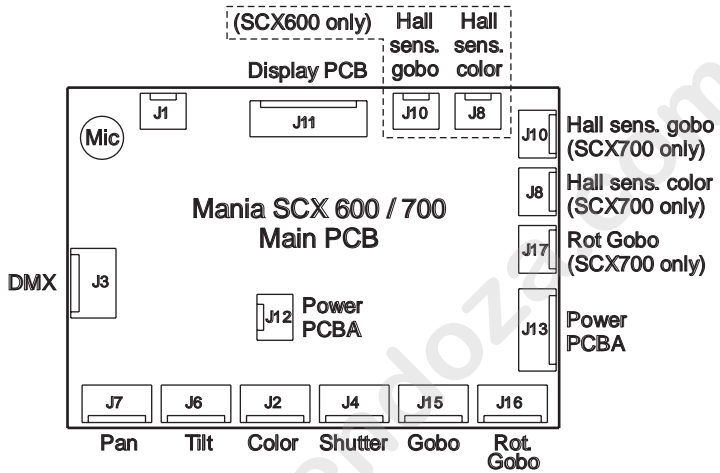 (SCX600 only)
Hall sens. gobo
Hall sens. color
Display PCB
J1
J11
J10
J8
Mic
J10
Hall sens. gobo
(SCX700 only)
J8
Hall sens. color
(SCX700 only)
Mania SCX 600 / 700
Main PCB
J17
Rot Gobo
(SCX700 only)
DMX
J3
J12
Power
PCBA
J13
Power
PCBA
J7
J6
J2
J4
J15
J16
Pan
Tilt
Color
Shutter
Gobo
Rot.
Gobo